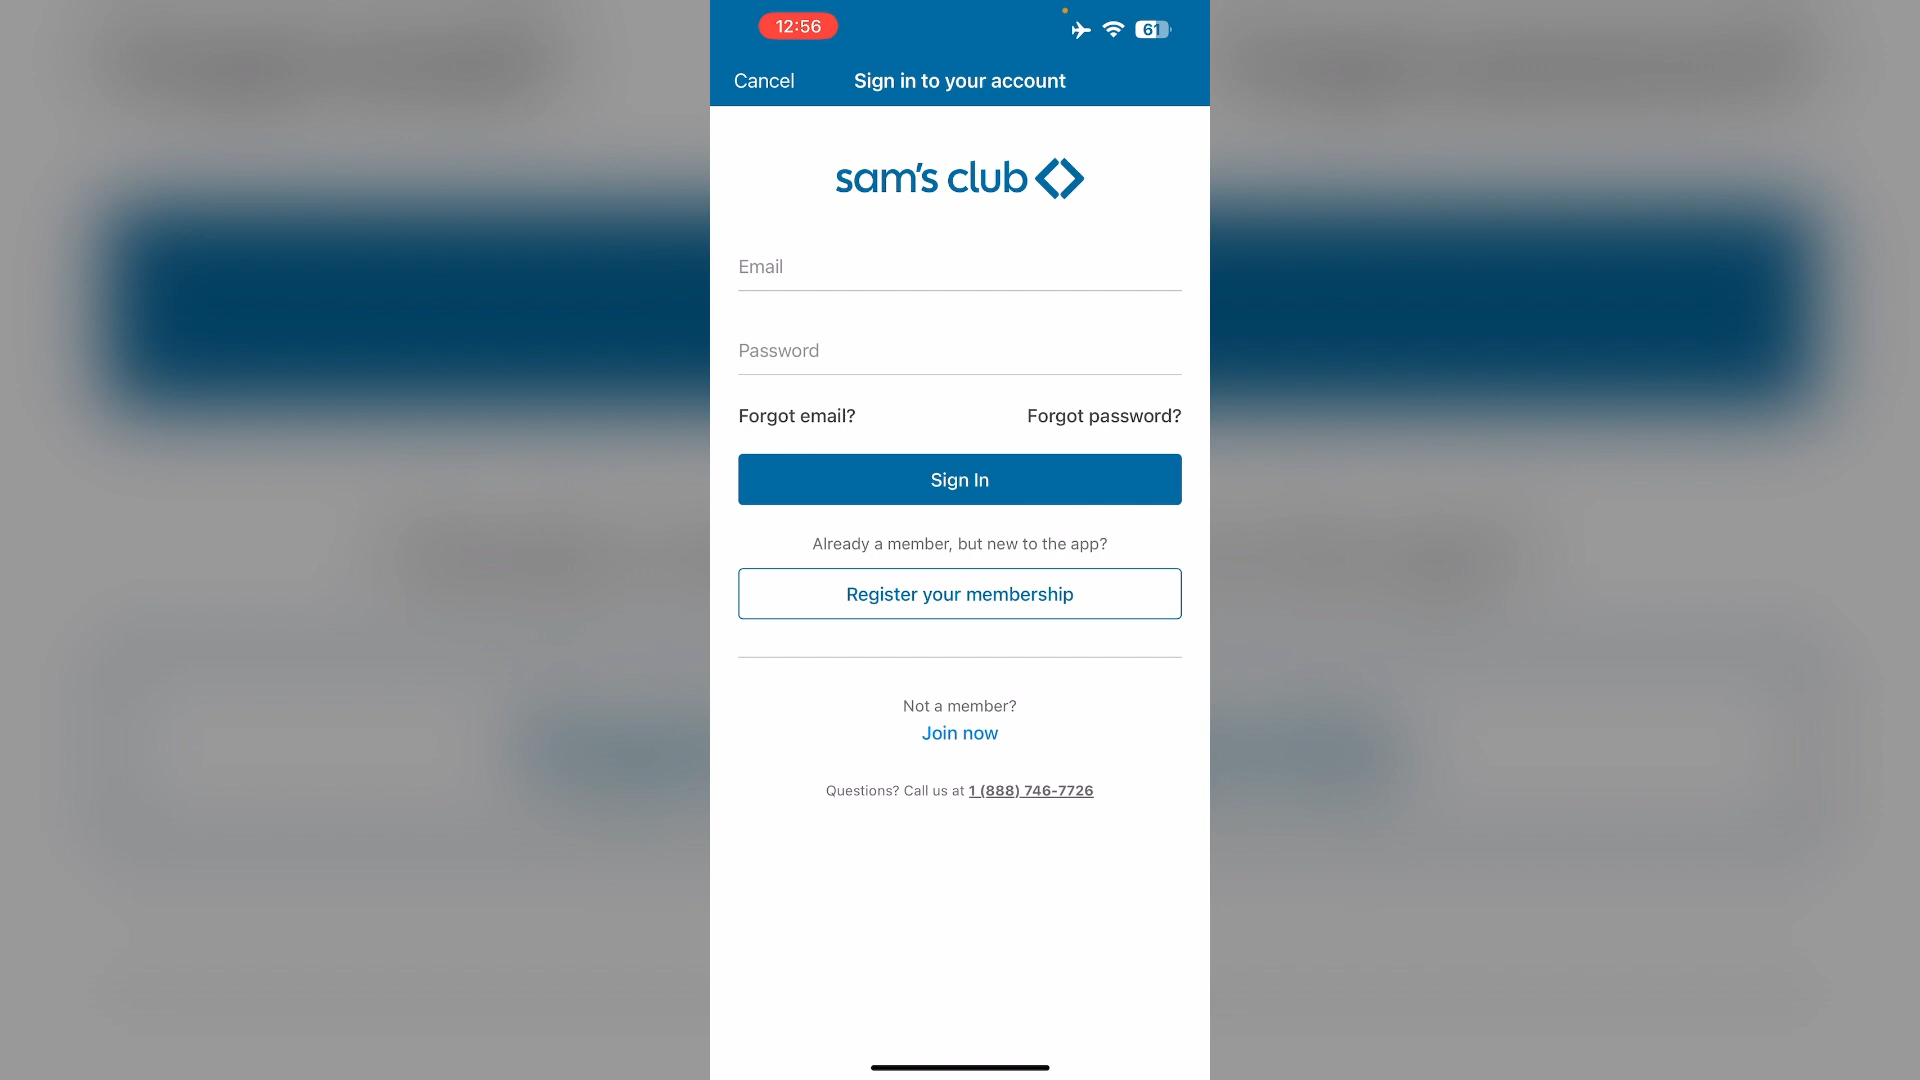 12:56
61
Cancel
Sign in to your account
sam's club
Email
Password
Forgot email?
Forgot password?
Sign In
Already a member, but new to the app?
Register your membership
Not a member?
Join now
Questions? Call us at 1 (888) 746-7726